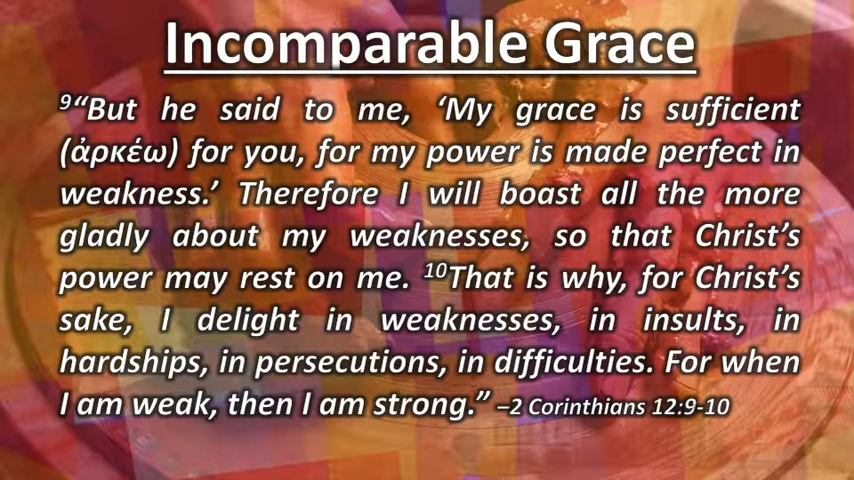 Incomparable Grace
⁹“But he said to me, ‘My grace is sufficient
(ἀρκέω) for you, for my power is made perfect in
weakness.’ Therefore I will boast all the more
gladly about my weaknesses, so that Christ’s
power may rest on me. ¹⁰That is why, for Christ’s
sake, I delight in weaknesses, in insults, in
hardships, in persecutions, in difficulties. For when
I am weak, then I am strong.” –2 Corinthians 12:9-10